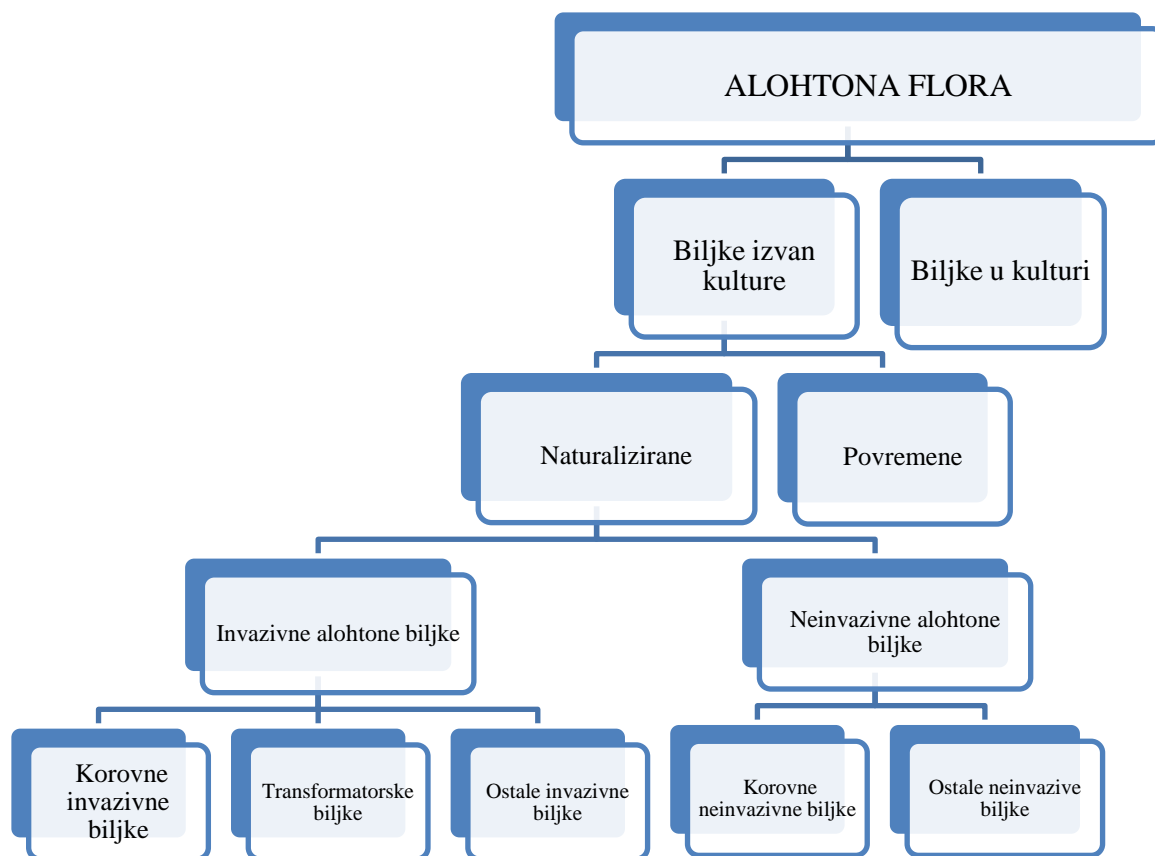 ALOHTONA FLORA
Biljke izvan
kulture
Biljke u kulturi
Naturalizirane
Povremene
Invazivne alohtone biljke
Neinvazivne alohtone
biljke
Korovne
invazivne
biljke
Transformatorske
biljke
Ostale invazivne
biljke
Korovne
neinvazivne biljke
Ostale neinvazive
biljke